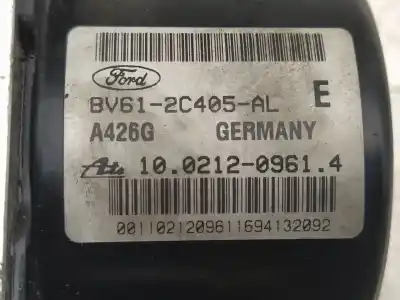 Ford
BV61-2C405-AL E
A426G GERMANY
Ate 10.0212-0961.4
0011021209611694132092